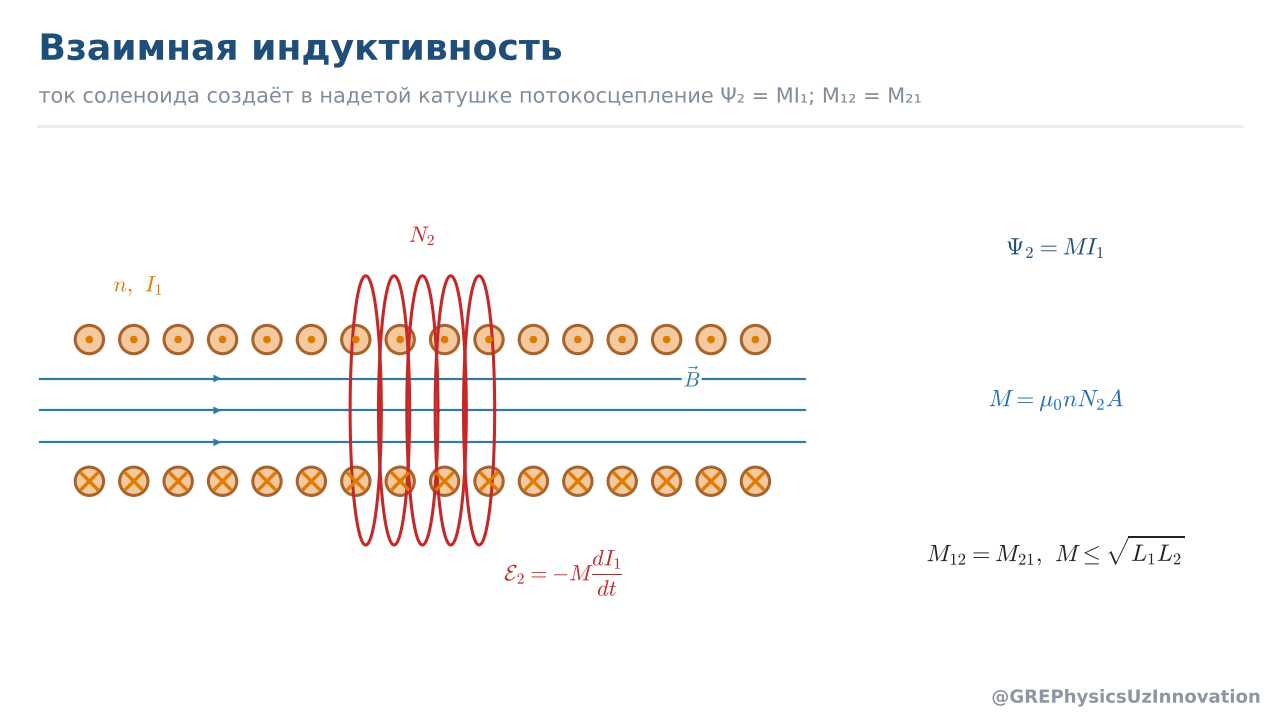 Взаимная индуктивность
ток соленоида создаёт в надетой катушке потокосцепление Ψ₂ = MI₁; M₁₂ = M₂₁
N₂
n, I₁
B⃗
ℰ₂ = −M dI₁/dt
Ψ₂ = MI₁
M = μ₀nN₂A
M₁₂ = M₂₁, M ≤ √L₁L₂
@GREPhysicsUzInnovation